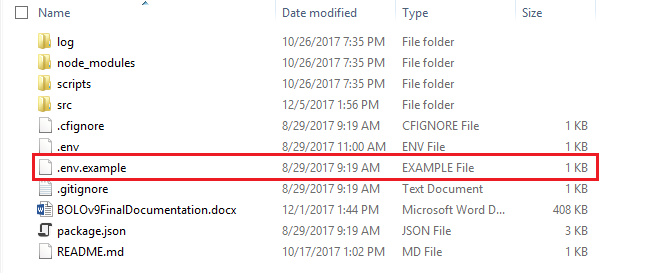 Name Date modified Type Size
log 10/26/2017 7:35 PM File folder
node_modules 10/26/2017 7:35 PM File folder
scripts 10/26/2017 7:35 PM File folder
src 12/5/2017 1:56 PM File folder
.cfignore 8/29/2017 9:19 AM CFIGNORE File 1 KB
.env 8/29/2017 11:00 AM ENV File 1 KB
.env.example 8/29/2017 9:19 AM EXAMPLE File 1 KB
.gitignore 8/29/2017 9:19 AM Text Document 1 KB
BOLOv9FinalDocumentation.docx 12/1/2017 1:44 PM Microsoft Word D... 408 KB
package.json 8/29/2017 9:19 AM JSON File 3 KB
README.md 10/17/2017 1:02 PM MD File 1 KB